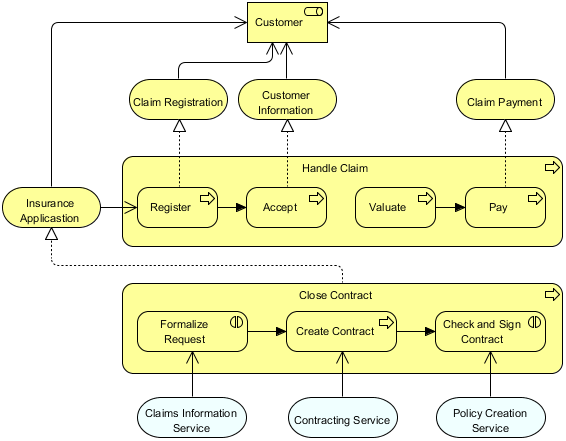 Customer
Claim Registration
Customer
Information
Claim Payment
Handle Claim
Insurance
Applicastion
Register
Accept
Valuate
Pay
Close Contract
Formalize
Request
Create Contract
Check and Sign
Contract
Claims Information
Service
Contracting Service
Policy Creation
Service